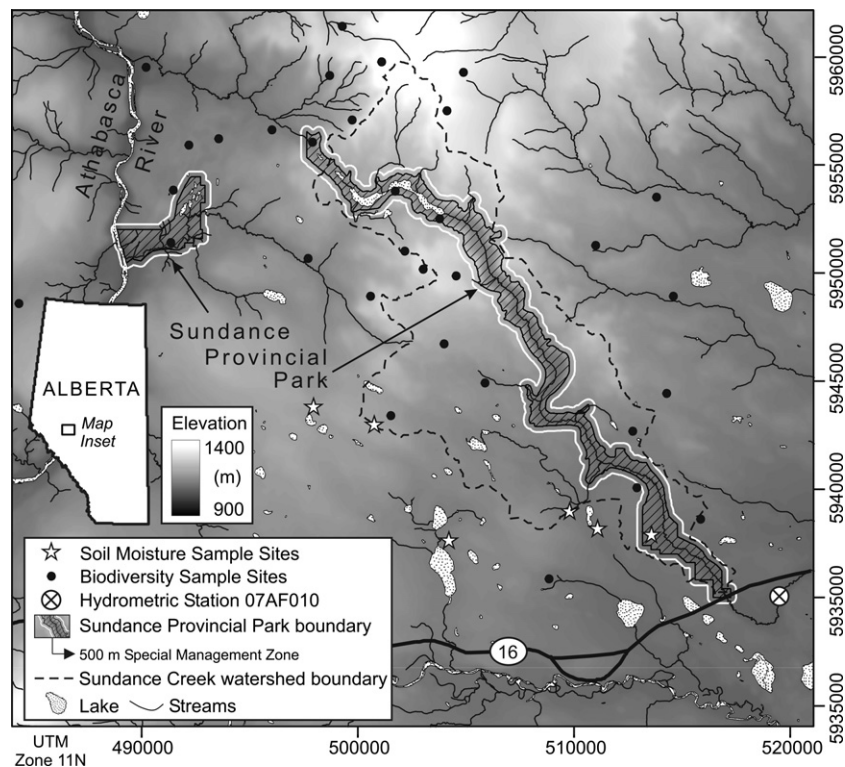 Athabasca
River
Sundance
Provincial
Park
ALBERTA
Map
Inset
Elevation
1400
(m)
900
Soil Moisture Sample Sites
Biodiversity Sample Sites
Hydrometric Station 07AF010
Sundance Provincial Park boundary
500 m Special Management Zone
Sundance Creek watershed boundary
Lake
Streams
16
5960000
5955000
5950000
5945000
5940000
5935000
5935000
UTM
Zone 11N
490000
500000
510000
520000